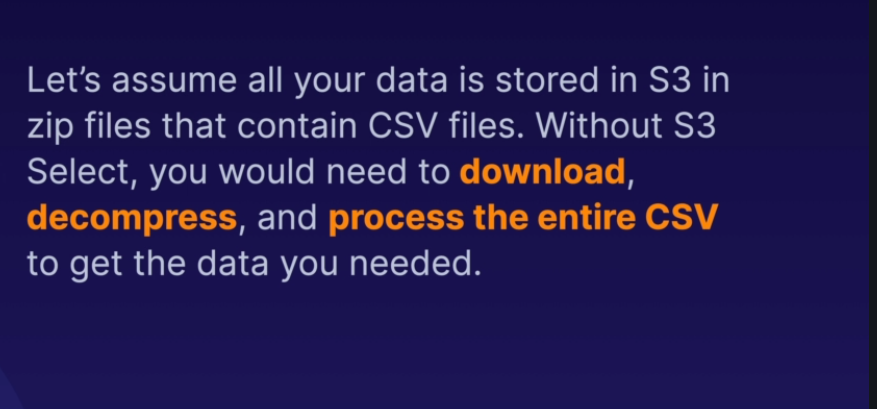 Let’s assume all your data is stored in S3 in
zip files that contain CSV files. Without S3
Select, you would need to download,
decompress, and process the entire CSV
to get the data you needed.